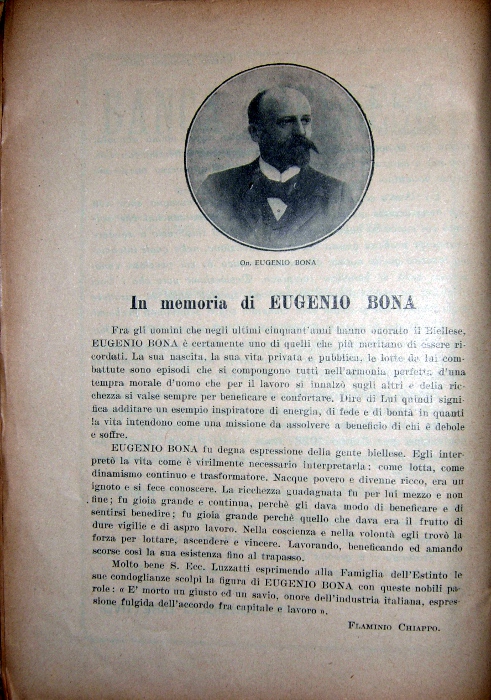 On. EUGENIO BONA
In memoria di EUGENIO BONA
Fra gli uomini che negli ultimi cinquant'anni hanno onorato il Biellese,
EUGENIO BONA è certamente uno di quelli che più meritano di essere ri-
cordati. La sua nascita, la sua vita privata e pubblica, le lotte da lui com-
battute sono episodi che si compongono tutti nell'armonia perfetta d'una
tempra morale d'uomo che per il lavoro si innalzò sugli altri e della ric-
chezza si valse sempre per beneficare e confortare. Dire di Lui quindi signi-
fica additare un esempio inspiratore di energia, di fede e di bontà in quanti
la vita intendono come una missione da assolvere a beneficio di chi è debole
e soffre.
EUGENIO BONA fu degna espressione della gente biellese. Egli inter-
pretò la vita come è virilmente necessario interpretarla: come lotta, come
dinamismo continuo e trasformatore. Nacque povero e divenne ricco, era un
ignoto e si fece conoscere. La ricchezza guadagnata fu per lui mezzo e non
fine; fu gioia grande e continua, perchè gli dava modo di beneficare e di
sentirsi benedire; fu gioia grande perchè quello che dava era il frutto di
dure vigilie e di aspro lavoro. Nella coscienza e nella volontà egli trovò la
forza per lottare, ascendere e vincere. Lavorando, beneficando ed amando
scorse così la sua esistenza fino al trapasso.
Molto bene S. Ecc. Luzzatti esprimendo alla Famiglia dell'Estinto le
sue condoglianze scolpì la figura di EUGENIO BONA con queste nobili pa-
role: « E' morto un giusto ed un savio, onore dell'industria italiana, espres-
sione fulgida dell'accordo fra capitale e lavoro ».
FLAMINIO CHIAPPO.